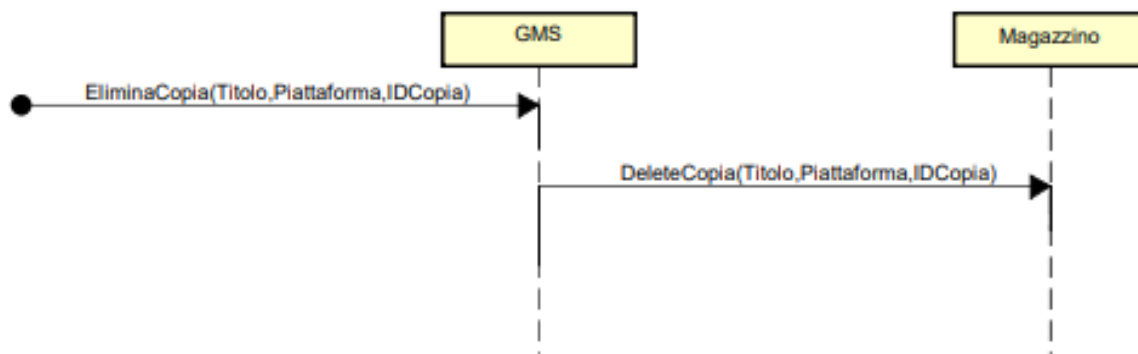 GMS
Magazzino
EliminaCopia(Titolo,Piattaforma,IDCopia)
DeleteCopia(Titolo,Piattaforma,IDCopia)